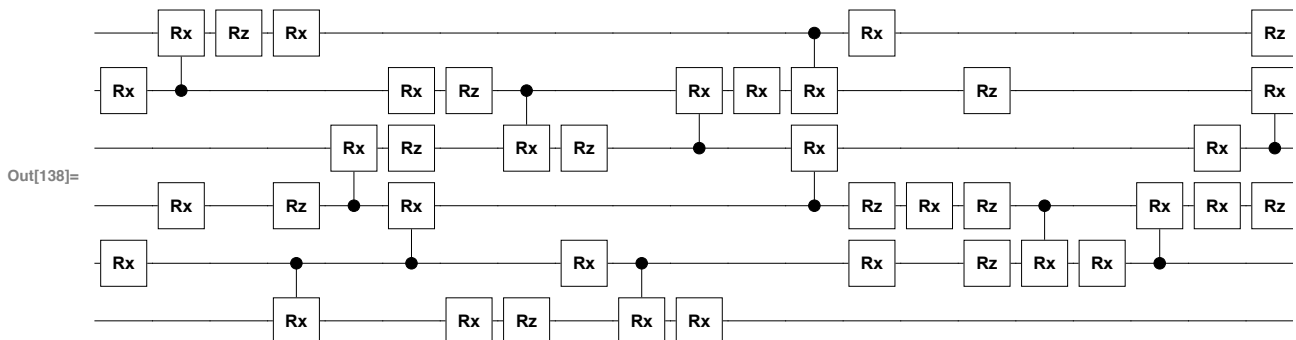 Rx Rz Rx Rx Rz
Rx Rx Rz Rx Rx Rx Rz Rx
Rx Rz Rx Rz Rx Rx
Out[138]=
Rx Rz Rx Rz Rx Rz Rx Rx Rz
Rx Rx Rx Rz Rx Rx
Rx Rx Rz Rx Rx